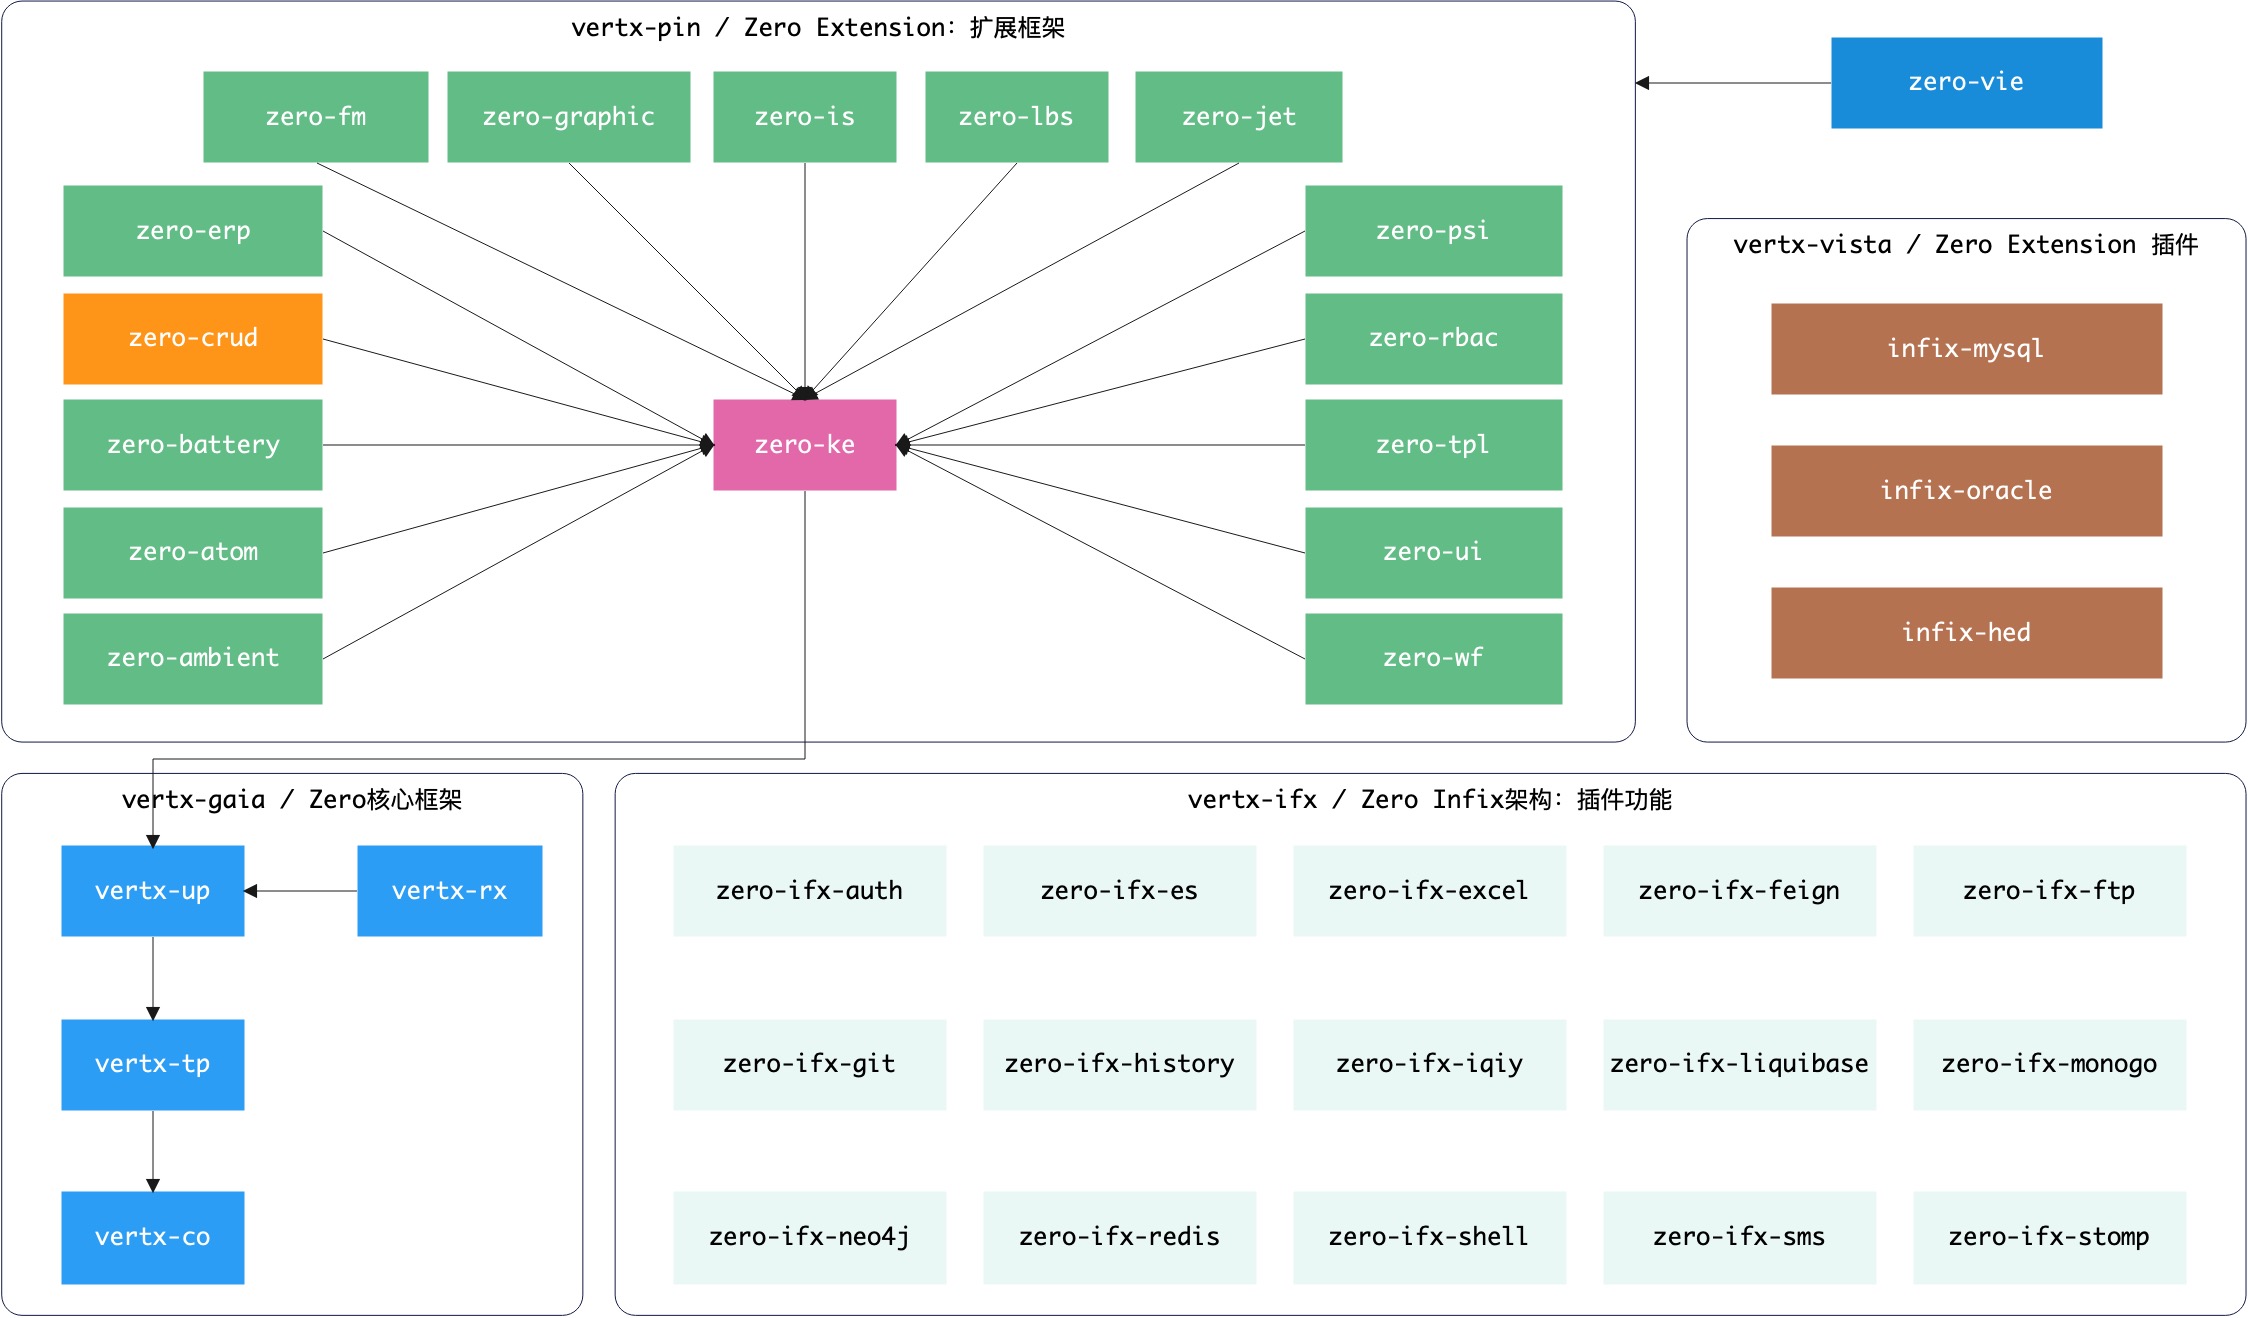 vertx-pin / Zero Extension：扩展框架
zero-fm
zero-graphic
zero-is
zero-lbs
zero-jet
zero-erp
zero-crud
zero-battery
zero-atom
zero-ambient
zero-ke
zero-psi
zero-rbac
zero-tpl
zero-ui
zero-wf
zero-vie
vertx-vista / Zero Extension 插件
infix-mysql
infix-oracle
infix-hed
vertx-gaia / Zero核心框架
vertx-up
vertx-rx
vertx-tp
vertx-co
vertx-ifx / Zero Infix架构：插件功能
zero-ifx-auth
zero-ifx-es
zero-ifx-excel
zero-ifx-feign
zero-ifx-ftp
zero-ifx-git
zero-ifx-history
zero-ifx-iqiy
zero-ifx-liquibase
zero-ifx-monogo
zero-ifx-neo4j
zero-ifx-redis
zero-ifx-shell
zero-ifx-sms
zero-ifx-stomp